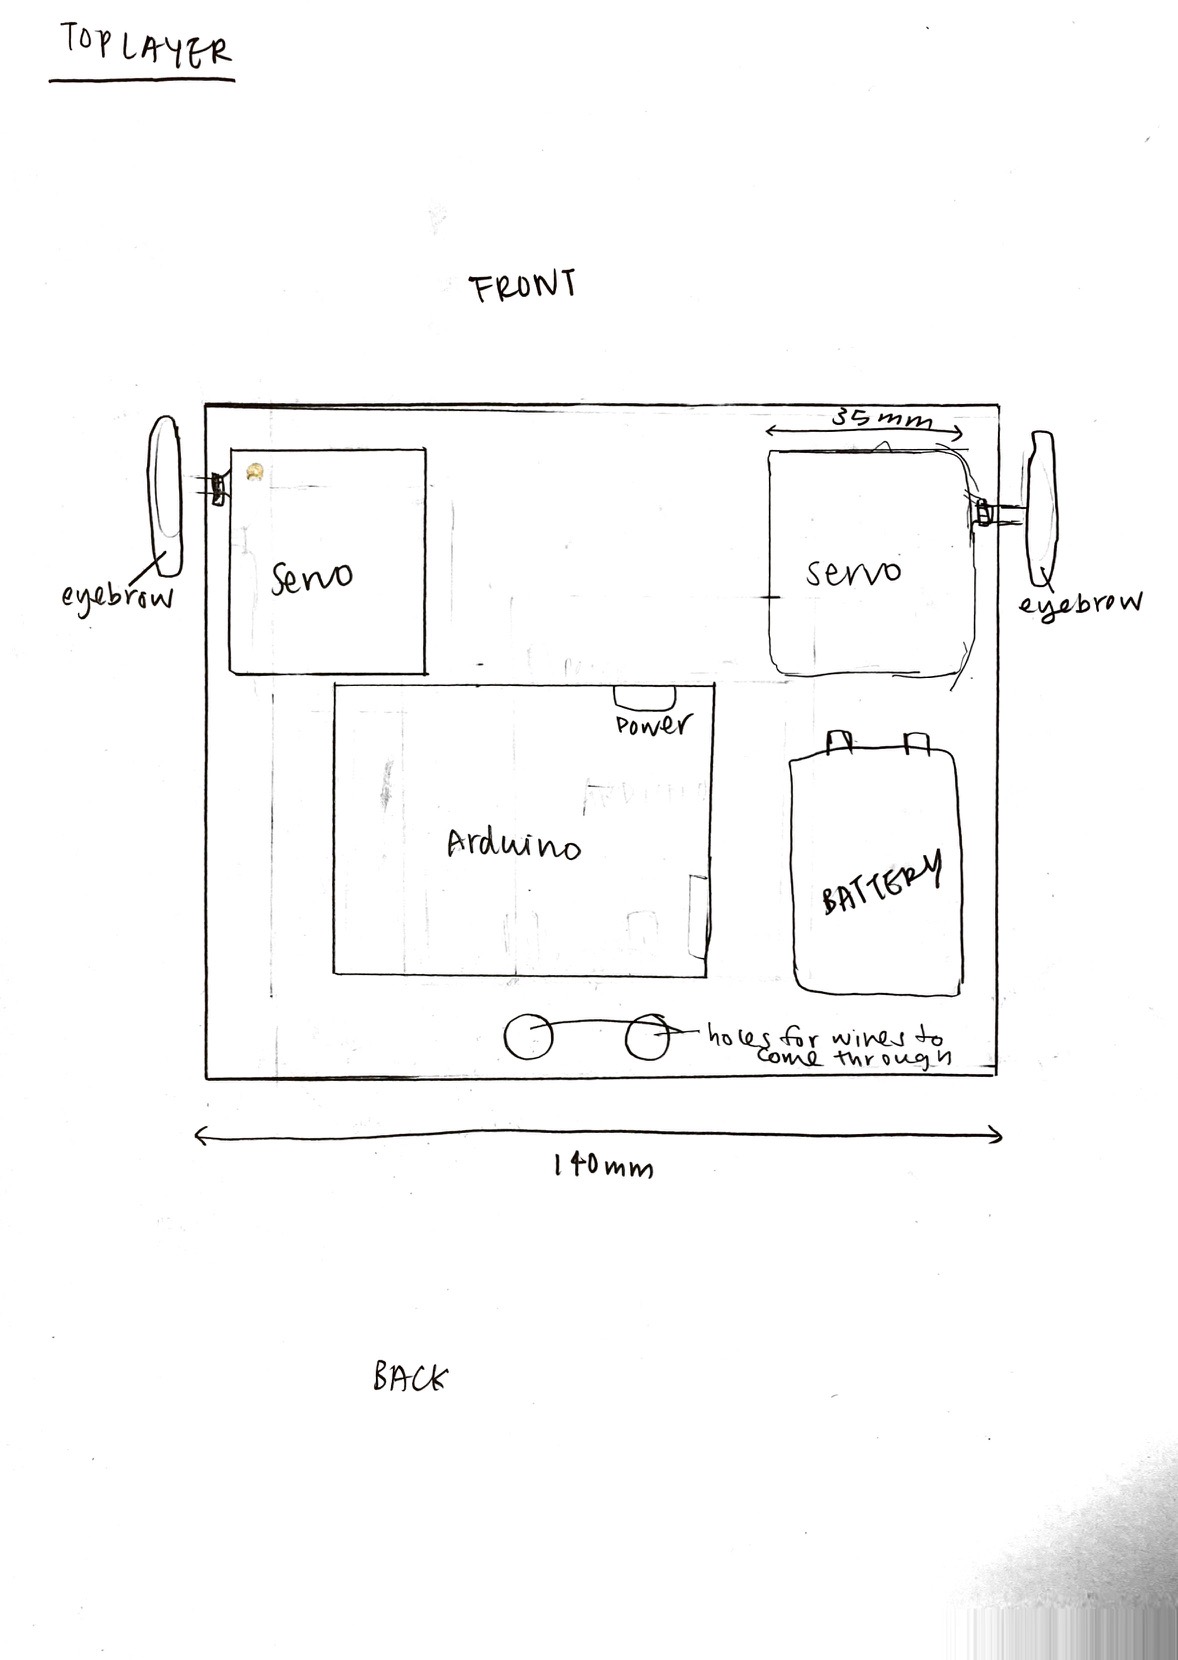 TOP LAYER
FRONT
35mm
servo
servo
eyebrow
eyebrow
power
Arduino
BATTERY
holes for wires to
come through
140mm
BACK